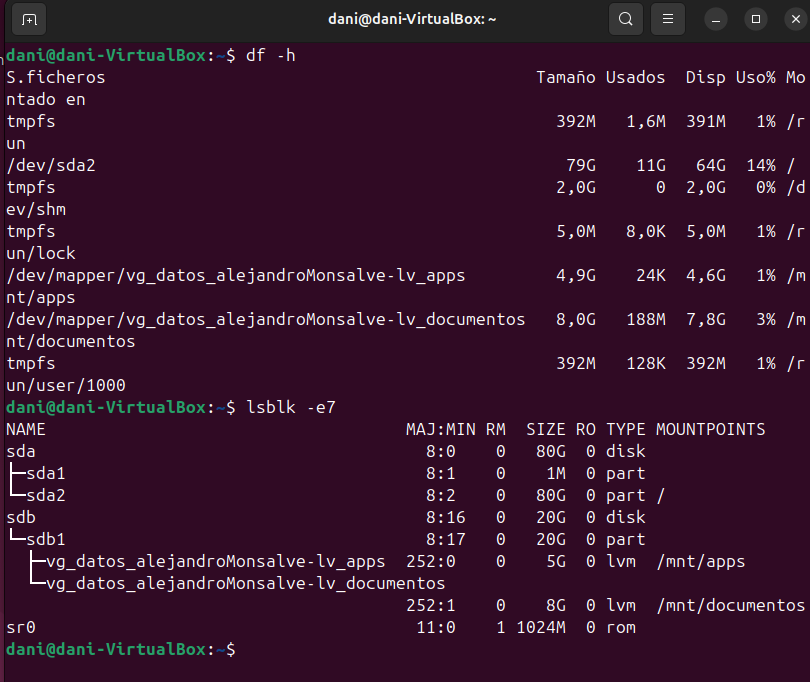 dani@dani-VirtualBox: ~
dani@dani-VirtualBox:~$ df -h
S.ficheros                                           Tamaño Usados  Disp Uso% Mo
ntado en
tmpfs                                                  392M   1,6M  391M   1% /r
un
/dev/sda2                                               79G    11G   64G  14% /
tmpfs                                                  2,0G      0  2,0G   0% /d
ev/shm
tmpfs                                                  5,0M   8,0K  5,0M   1% /r
un/lock
/dev/mapper/vg_datos_alejandroMonsalve-lv_apps         4,9G    24K  4,6G   1% /m
nt/apps
/dev/mapper/vg_datos_alejandroMonsalve-lv_documentos   8,0G   188M  7,8G   3% /m
nt/documentos
tmpfs                                                  392M   128K  392M   1% /r
un/user/1000
dani@dani-VirtualBox:~$ lsblk -e7
NAME                                    MAJ:MIN RM  SIZE RO TYPE MOUNTPOINTS
sda                                       8:0    0   80G  0 disk
├─sda1                                    8:1    0    1M  0 part
└─sda2                                    8:2    0   80G  0 part /
sdb                                       8:16   0   20G  0 disk
└─sdb1                                    8:17   0   20G  0 part
  ├─vg_datos_alejandroMonsalve-lv_apps  252:0    0    5G  0 lvm  /mnt/apps
  └─vg_datos_alejandroMonsalve-lv_documentos
                                        252:1    0    8G  0 lvm  /mnt/documentos
sr0                                      11:0    1 1024M  0 rom
dani@dani-VirtualBox:~$